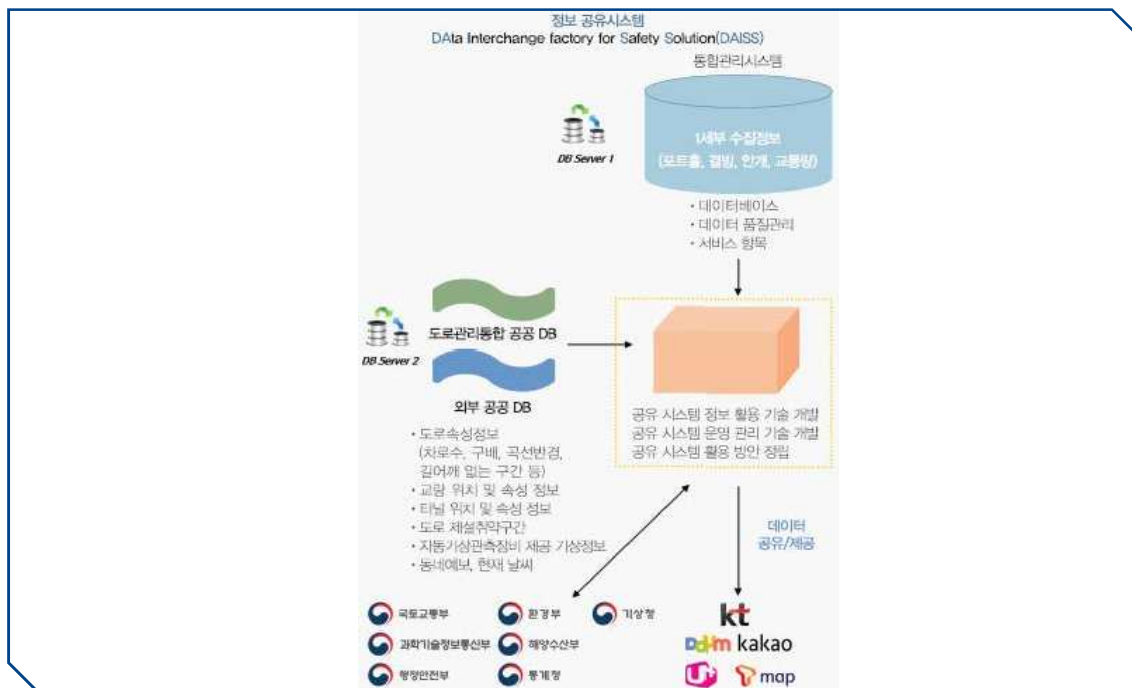 정보 공유시스템
DAta Interchange factory for Safety Solution(DAISS)
통합관리시스템
1세부 수집정보
(포트홀, 결빙, 안개, 교통량)
DB Server 1
• 데이터베이스
• 데이터 품질관리
• 서비스 항목
도로관리통합 공공 DB
DB Server 2
외부 공공 DB
• 도로속성정보
(차로수, 구배, 곡선반경,
길어깨 없는 구간 등)
• 교량 위치 및 속성 정보
• 터널 위치 및 속성 정보
• 도로 제설취약구간
• 자동기상관측장비 제공 기상정보
• 동네예보, 현재 날씨
공유 시스템 정보 활용 기술 개발
공유 시스템 운영 관리 기술 개발
공유 시스템 활용 방안 정립
데이터
공유/제공
국토교통부 환경부 기상청
과학기술정보통신부 해양수산부
행정안전부 통계청
kt
Daum kakao
U+ T map